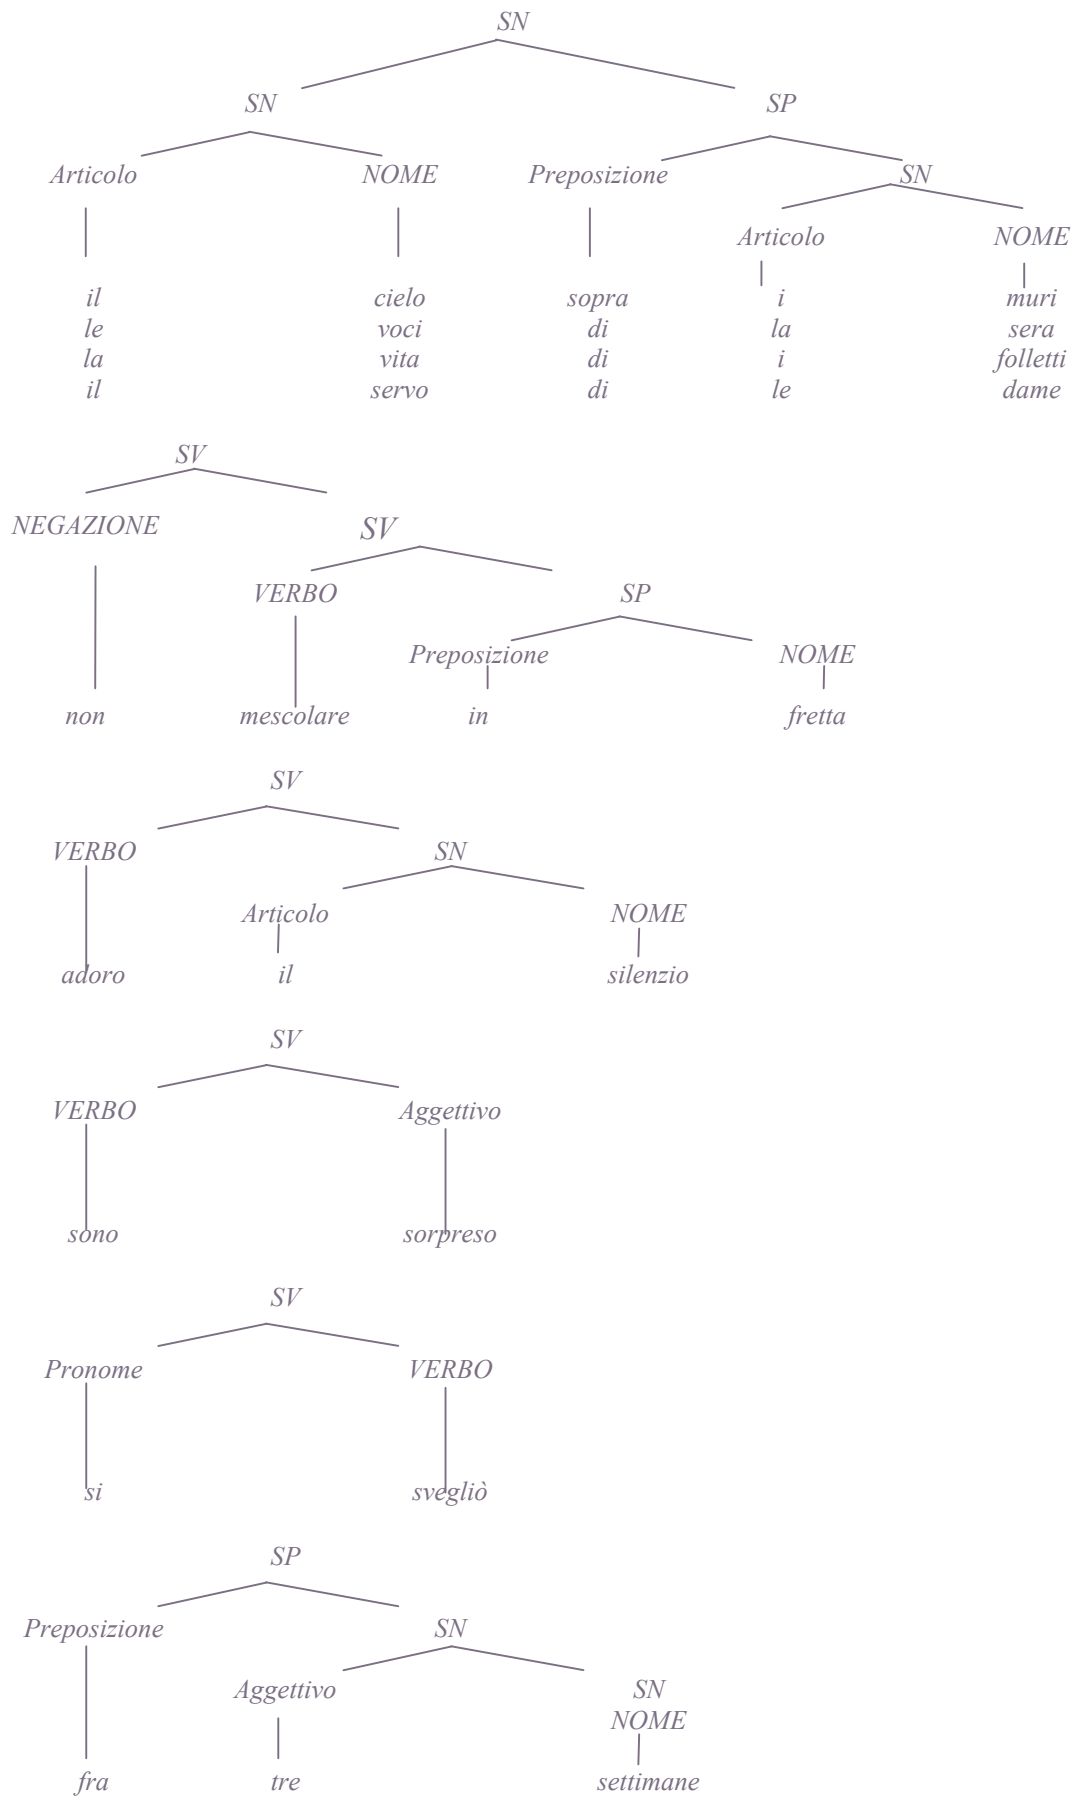 SN
SN SP
Articolo NOME Preposizione SN
Articolo NOME
il cielo sopra i muri
le voci di la sera
la vita di i folletti
il servo di le dame
SV
NEGAZIONE SV
VERBO SP
Preposizione NOME
non mescolare in fretta
SV
VERBO SN
Articolo NOME
adoro il silenzio
SV
VERBO Aggettivo
sono sorpreso
SV
Pronome VERBO
si svegliò
SP
Preposizione SN
Aggettivo SN
NOME
fra tre settimane